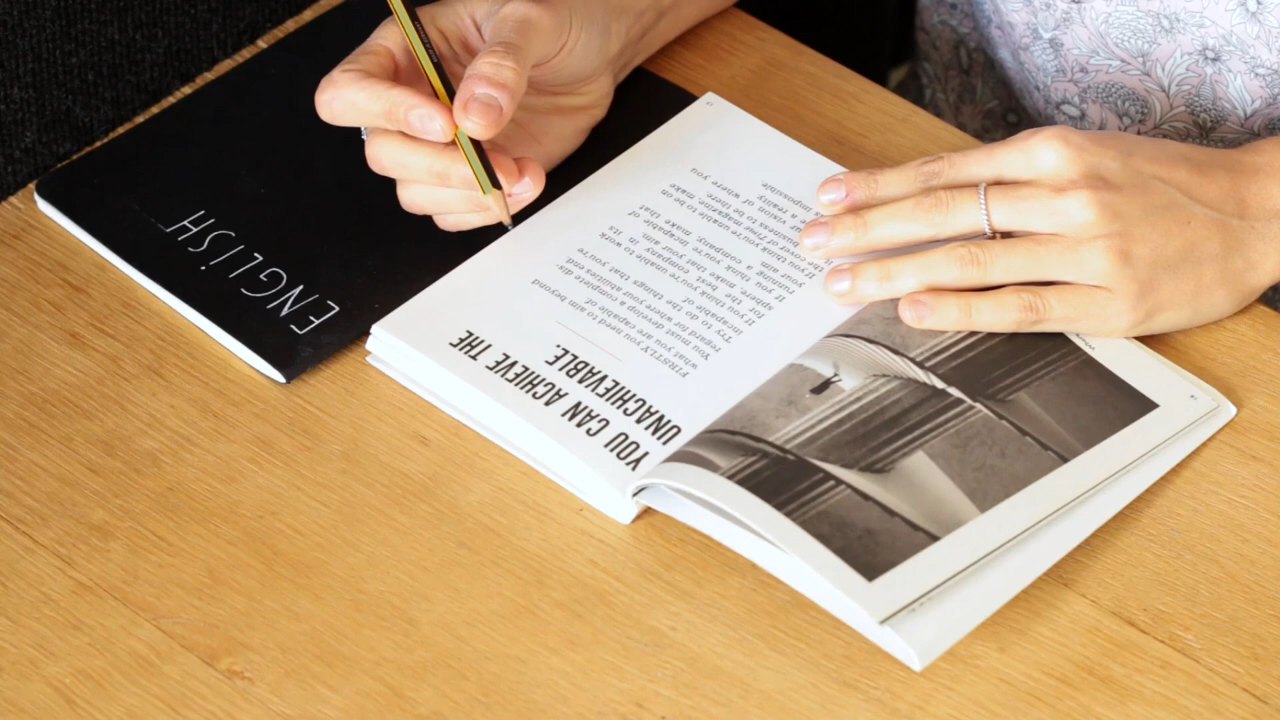 ENGLISH
YOU CAN ACHIEVE THE
UNACHIEVABLE.
FIRSTLY you need to aim beyond
what you are capable of.
You must develop a complete dis-
regard for where your abilities end.
Try to do the things that you're
incapable of.
If you think you're unable to work
for the best company in its
sphere, make that your aim.
If you think you're incapable of
running a company, make that
your aim.
If you think you're unable to be on
the cover of Time magazine, make
it your business to be there.
Make your vision of where you
a reality.
is impossible.